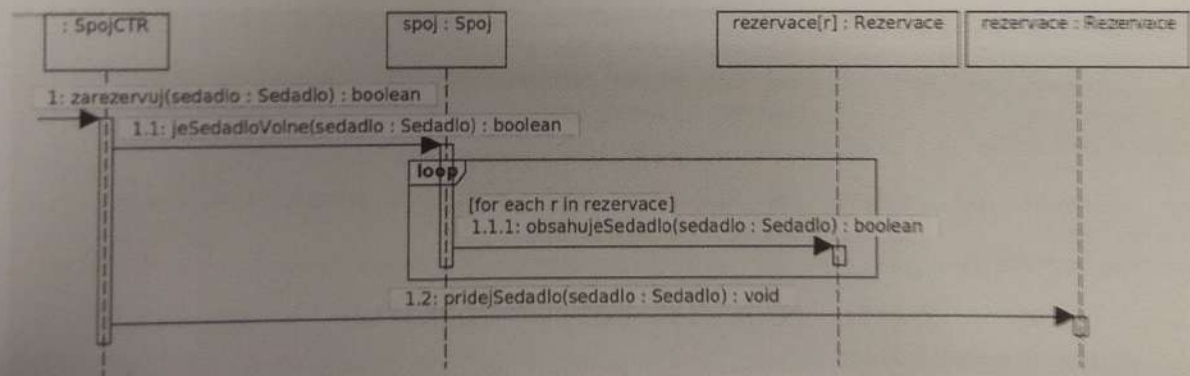 : SpojCTR
spoj : Spoj
rezervace[r] : Rezervace
rezervace : Rezervace
1: zarezervuj(sedadlo : Sedadlo) : boolean
1.1: jeSedadloVolne(sedadlo : Sedadlo) : boolean
loop
[for each r in rezervace]
1.1.1: obsahujeSedadlo(sedadlo : Sedadlo) : boolean
1.2: pridejSedadlo(sedadlo : Sedadlo) : void